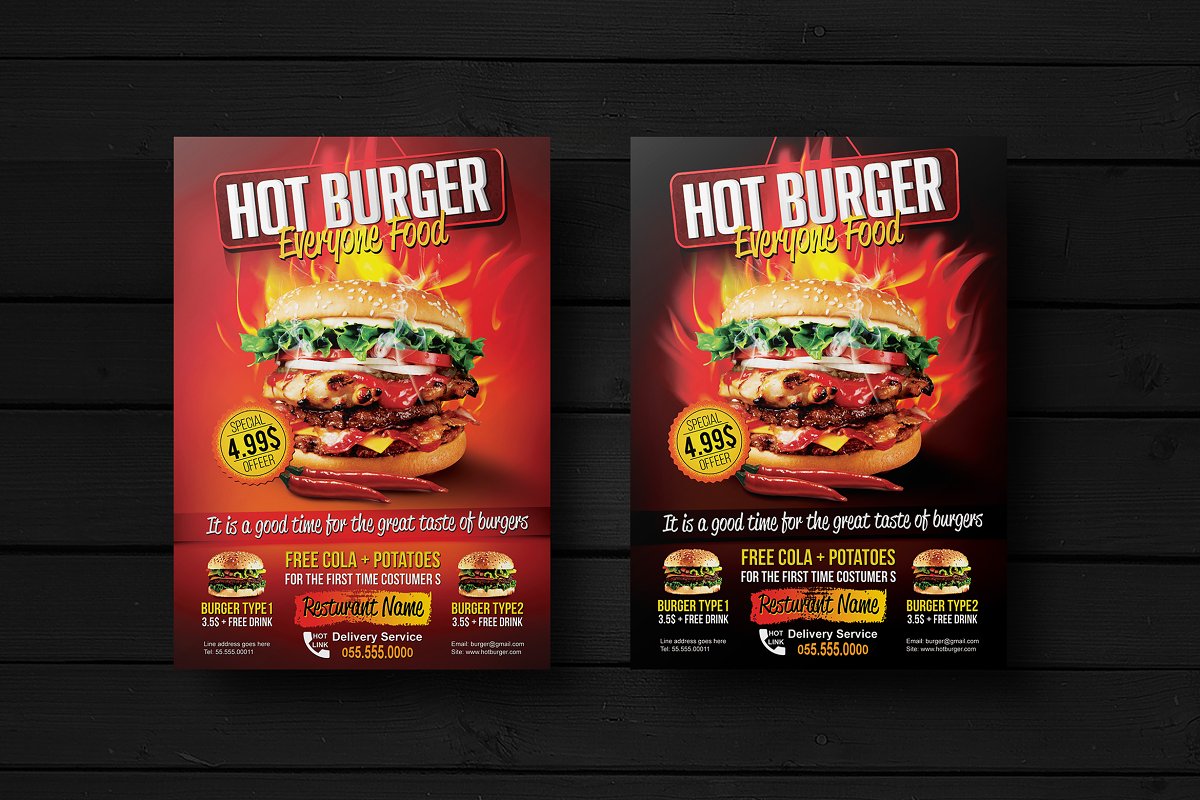 HOT BURGER
Everyone Food
SPECIAL
4.99$
OFFEER
It is a good time for the great taste of burgers
FREE COLA + POTATOES
FOR THE FIRST TIME COSTUMER S
BURGER TYPE1
3.5$ + FREE DRINK
Resturant Name
BURGER TYPE2
3.5$ + FREE DRINK
Line address goes here
Tel: 55.555.00011
HOT
LINK
Delivery Service
055.555.0000
Email: burger@gmail.com
Site: www.hotburger.com
HOT BURGER
Everyone Food
SPECIAL
4.99$
OFFEER
It is a good time for the great taste of burgers
FREE COLA + POTATOES
FOR THE FIRST TIME COSTUMER S
BURGER TYPE1
3.5$ + FREE DRINK
Resturant Name
BURGER TYPE2
3.5$ + FREE DRINK
Line address goes here
Tel: 55.555.00011
HOT
LINK
Delivery Service
055.555.0000
Email: burger@gmail.com
Site: www.hotburger.com